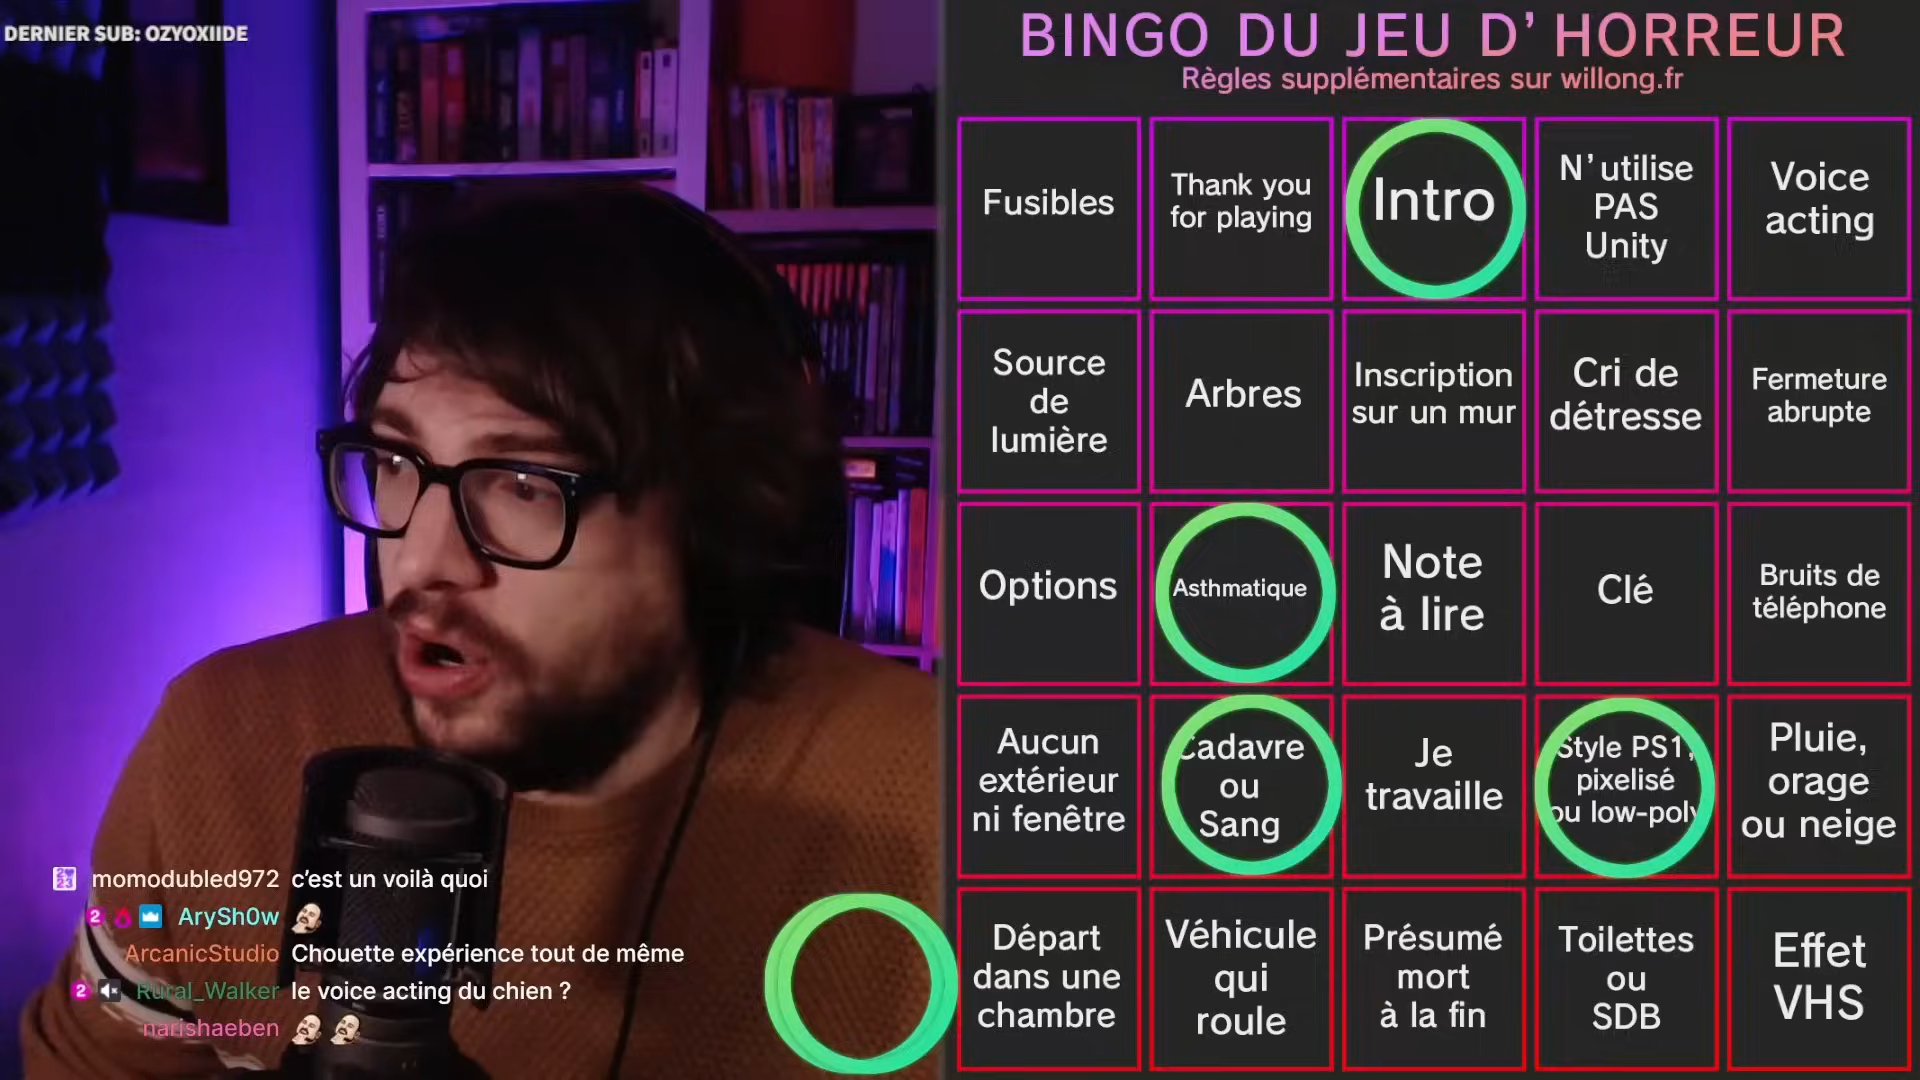 DERNIER SUB: OZYOXIIDE
BINGO DU JEU D’HORREUR
Règles supplémentaires sur willong.fr
Fusibles
Thank you
for playing
Intro
N’utilise
PAS
Unity
Voice
acting
Source
de
lumière
Arbres
Inscription
sur un mur
Cri de
détresse
Fermeture
abrupte
Options
Asthmatique
Note
à lire
Clé
Bruits de
téléphone
Aucun
extérieur
ni fenêtre
Cadavre
ou
Sang
Je
travaille
Style PS1,
pixelisé
ou low-poly
Pluie,
orage
ou neige
Départ
dans une
chambre
Véhicule
qui
roule
Présumé
mort
à la fin
Toilettes
ou
SDB
Effet
VHS
momodubled972 c’est un voilà quoi
2 ArySh0w
ArcanicStudio Chouette expérience tout de même
2 Rural_Walker le voice acting du chien ?
narishaeben